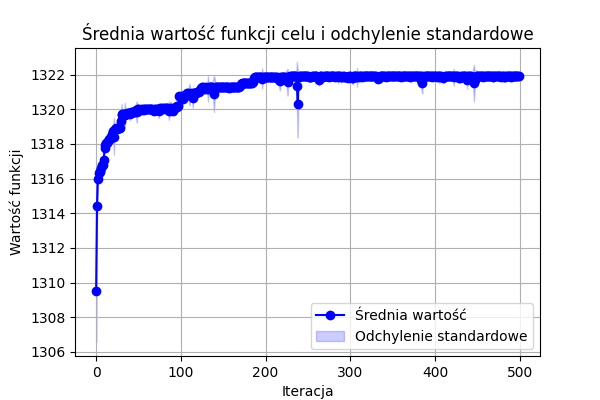 Średnia wartość funkcji celu i odchylenie standardowe
Wartość funkcji
1322
1320
1318
1316
1314
1312
1310
1308
1306
0 100 200 300 400 500
Iteracja
Średnia wartość
Odchylenie standardowe